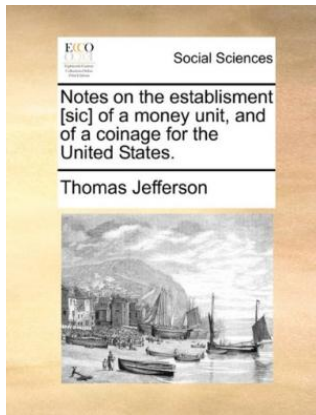 ECCO
Social Sciences
Notes on the establisment
[sic] of a money unit, and
of a coinage for the
United States.
Thomas Jefferson